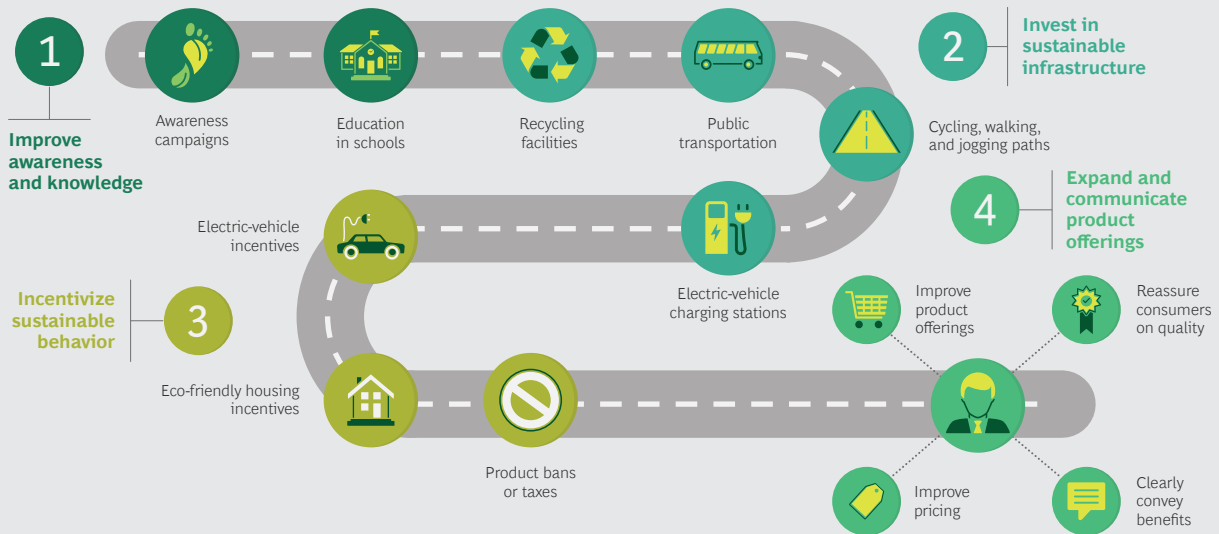 1
Improve
awareness
and knowledge
Awareness
campaigns
Education
in schools
Recycling
facilities
Public
transportation
2
Invest in
sustainable
infrastructure
Cycling, walking,
and jogging paths
Electric-vehicle
charging stations
Electric-vehicle
incentives
3
Incentivize
sustainable
behavior
Eco-friendly housing
incentives
Product bans
or taxes
4
Expand and
communicate
product
offerings
Improve
product
offerings
Reassure
consumers
on quality
Improve
pricing
Clearly
convey
benefits